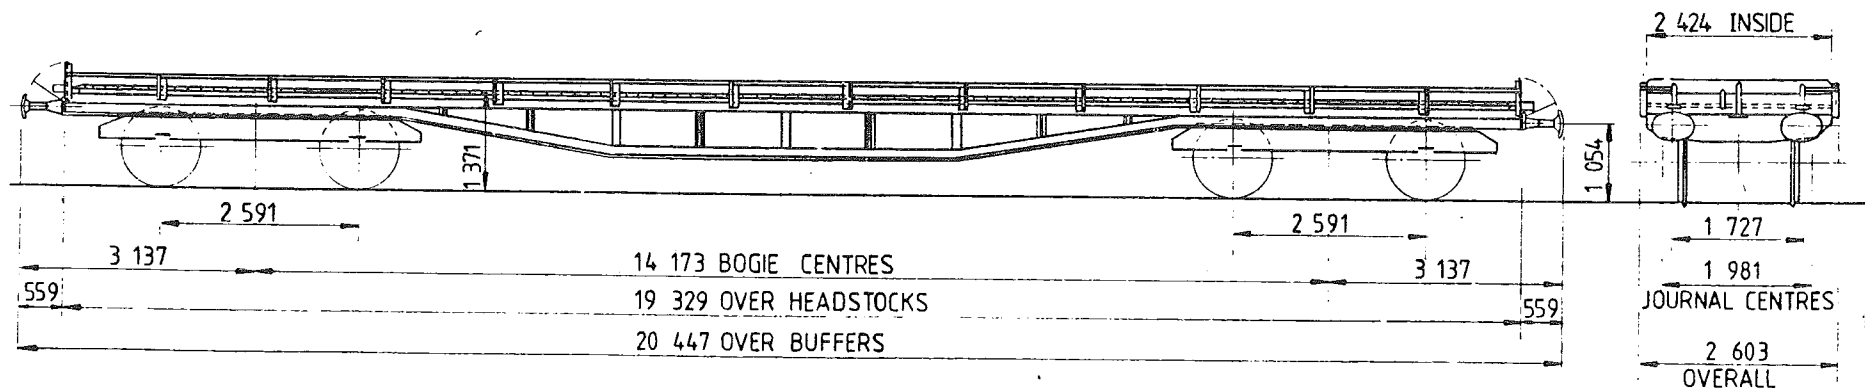 2 424 INSIDE
1 371
1 054
2 591
2 591
1 727
3 137
14 173 BOGIE CENTRES
3 137
1 981
JOURNAL CENTRES
559
19 329 OVER HEADSTOCKS
559
20 447 OVER BUFFERS
2 603
OVERALL